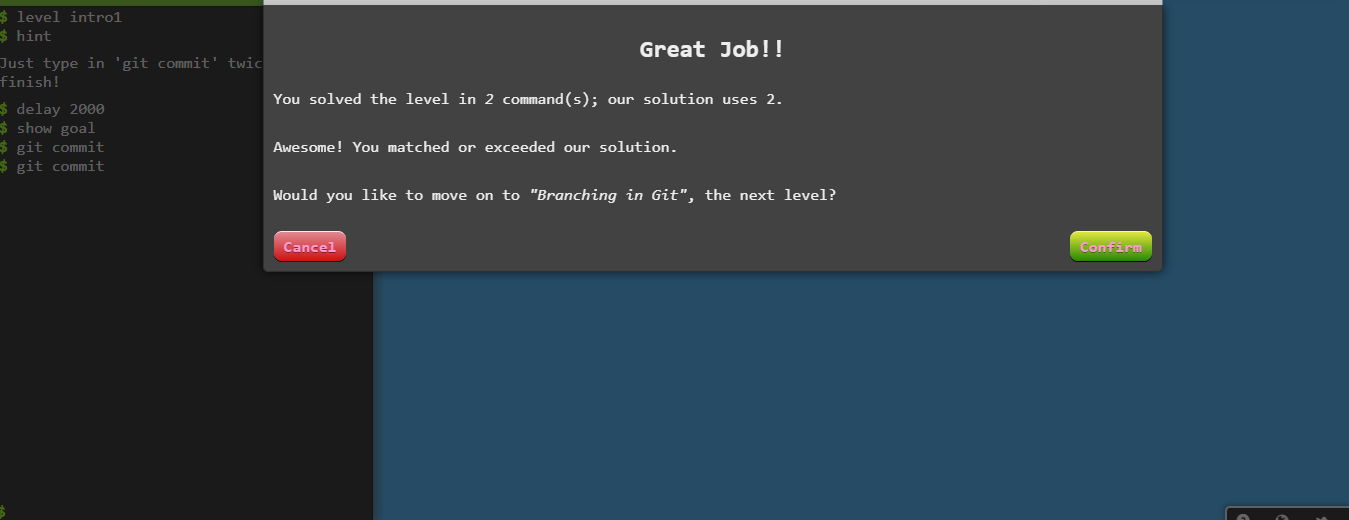 $ level intro1
$ hint
Just type in 'git commit' twic
finish!
$ delay 2000
$ show goal
$ git commit
$ git commit
$
Great Job!!
You solved the level in 2 command(s); our solution uses 2.
Awesome! You matched or exceeded our solution.
Would you like to move on to "Branching in Git", the next level?
Cancel
Confirm